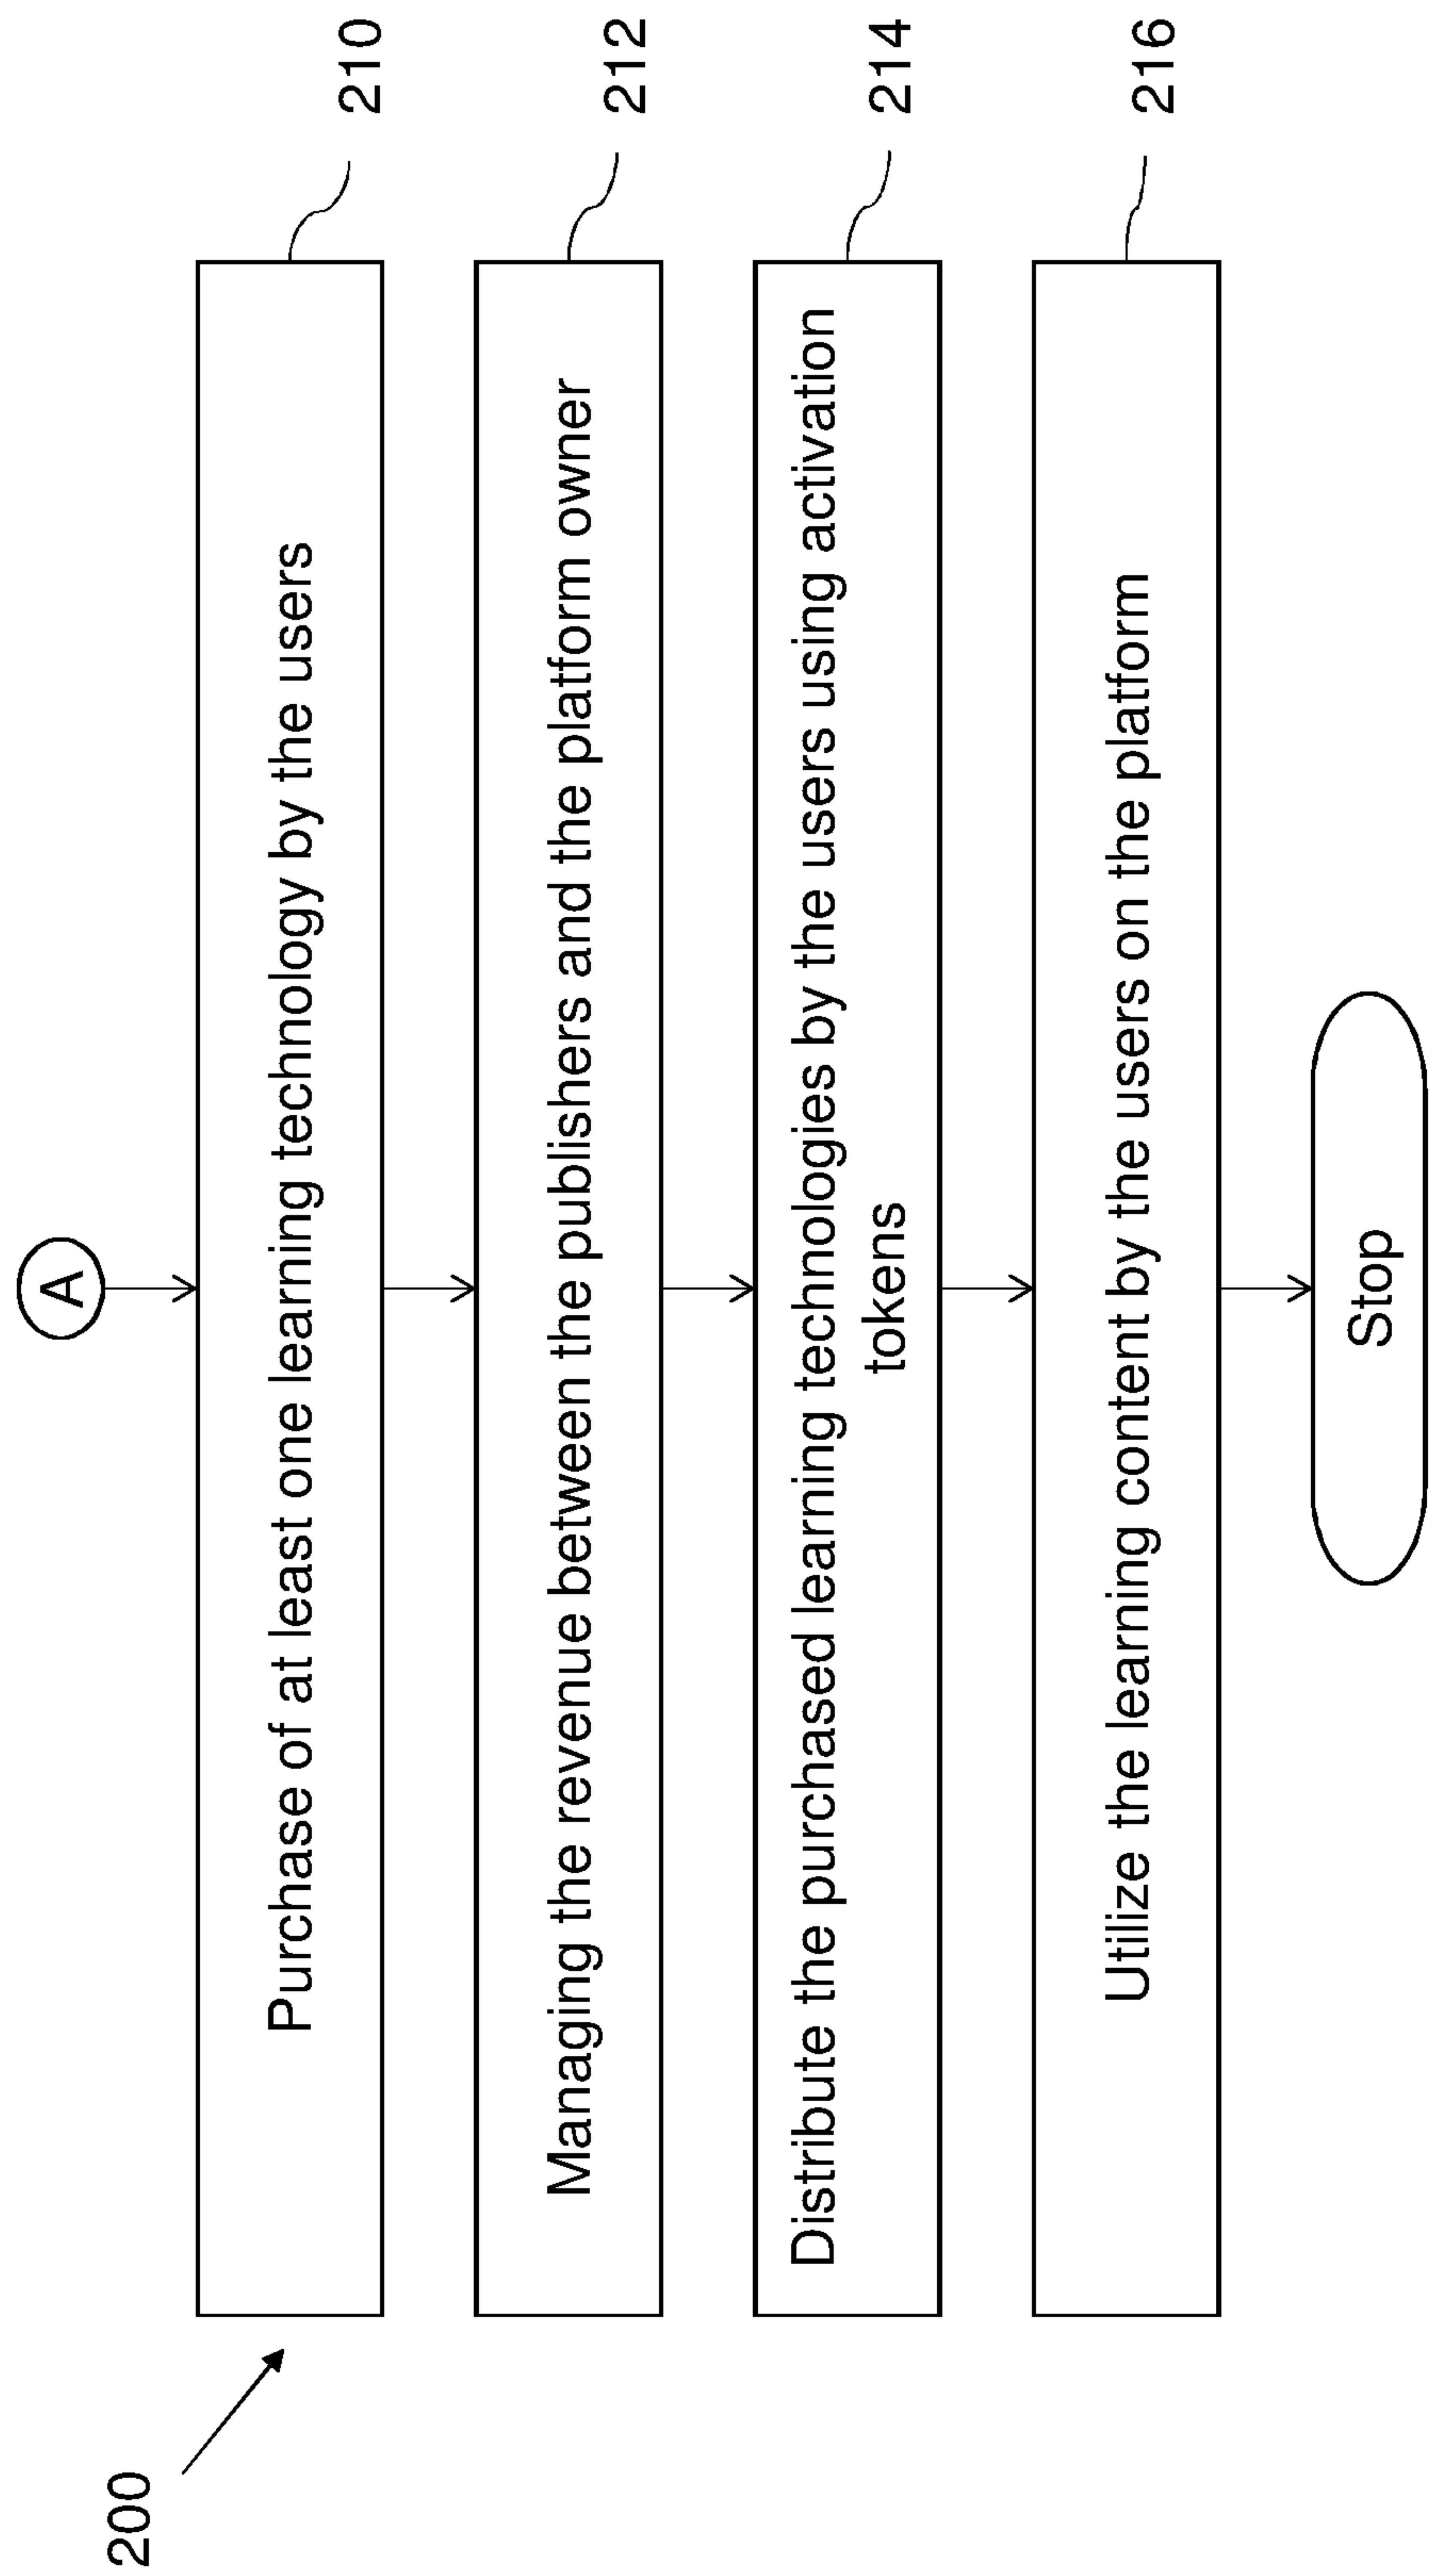 200
A
Purchase of at least one learning technology by the users
210
Managing the revenue between the publishers and the platform owner
212
Distribute the purchased learning technologies by the users using activation
tokens
214
Utilize the learning content by the users on the platform
216
Stop